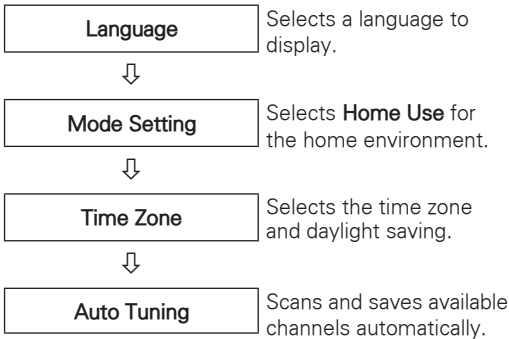 Language
Selects a language to
display.
Mode Setting
Selects Home Use for
the home environment.
Time Zone
Selects the time zone
and daylight saving.
Auto Tuning
Scans and saves available
channels automatically.